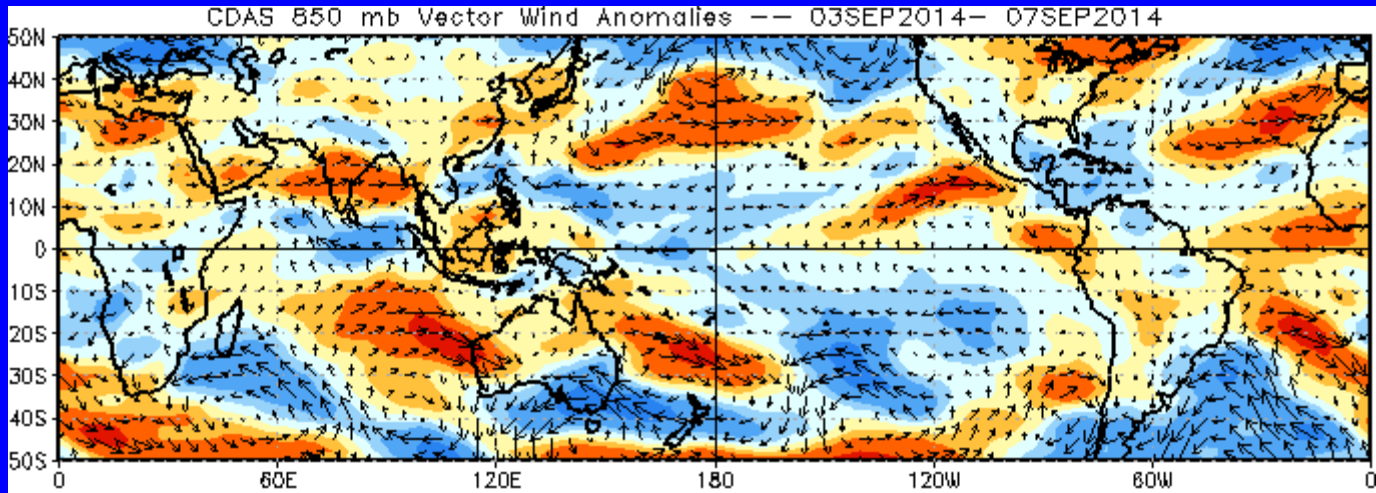 CDAS 850 mb Vector Wind Anomalies -- 03SEP2014- 07SEP2014
50N
40N
30N
20N
10N
0
10S
20S
30S
40S
50S
0 60E 120E 180 120W 60W 0